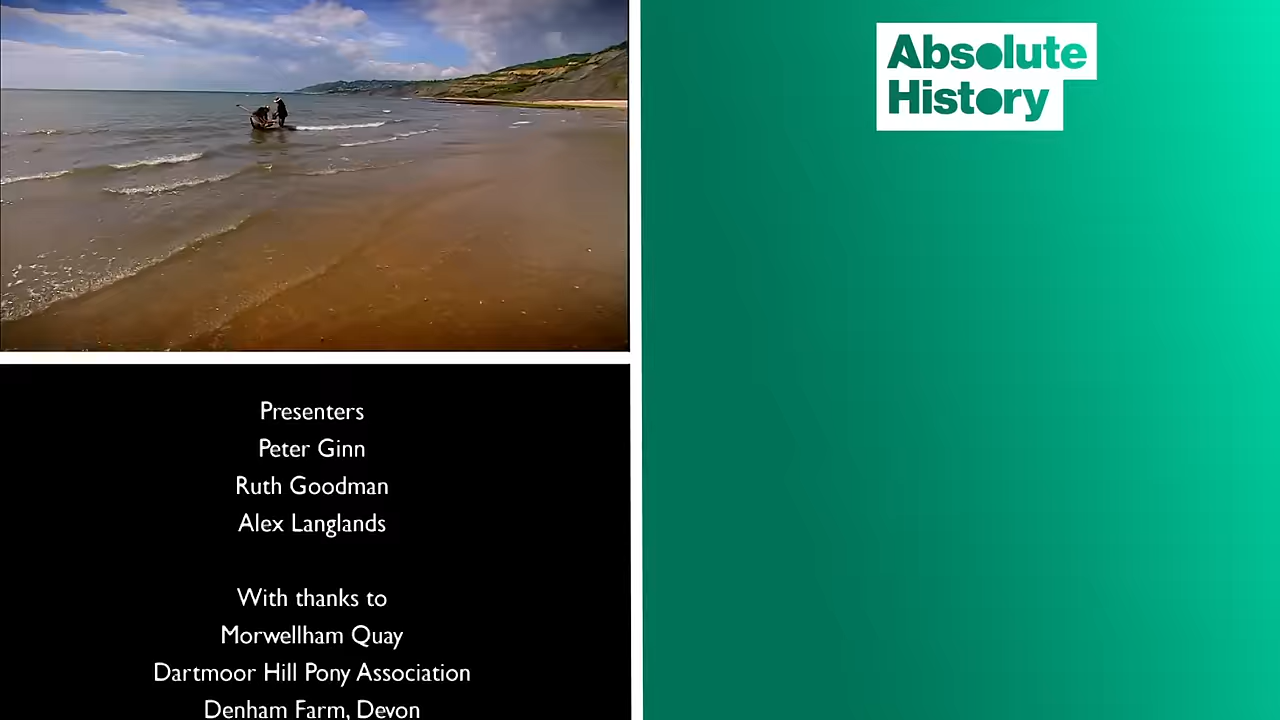 Absolute
History
Presenters
Peter Ginn
Ruth Goodman
Alex Langlands
With thanks to
Morwellham Quay
Dartmoor Hill Pony Association
Denham Farm, Devon